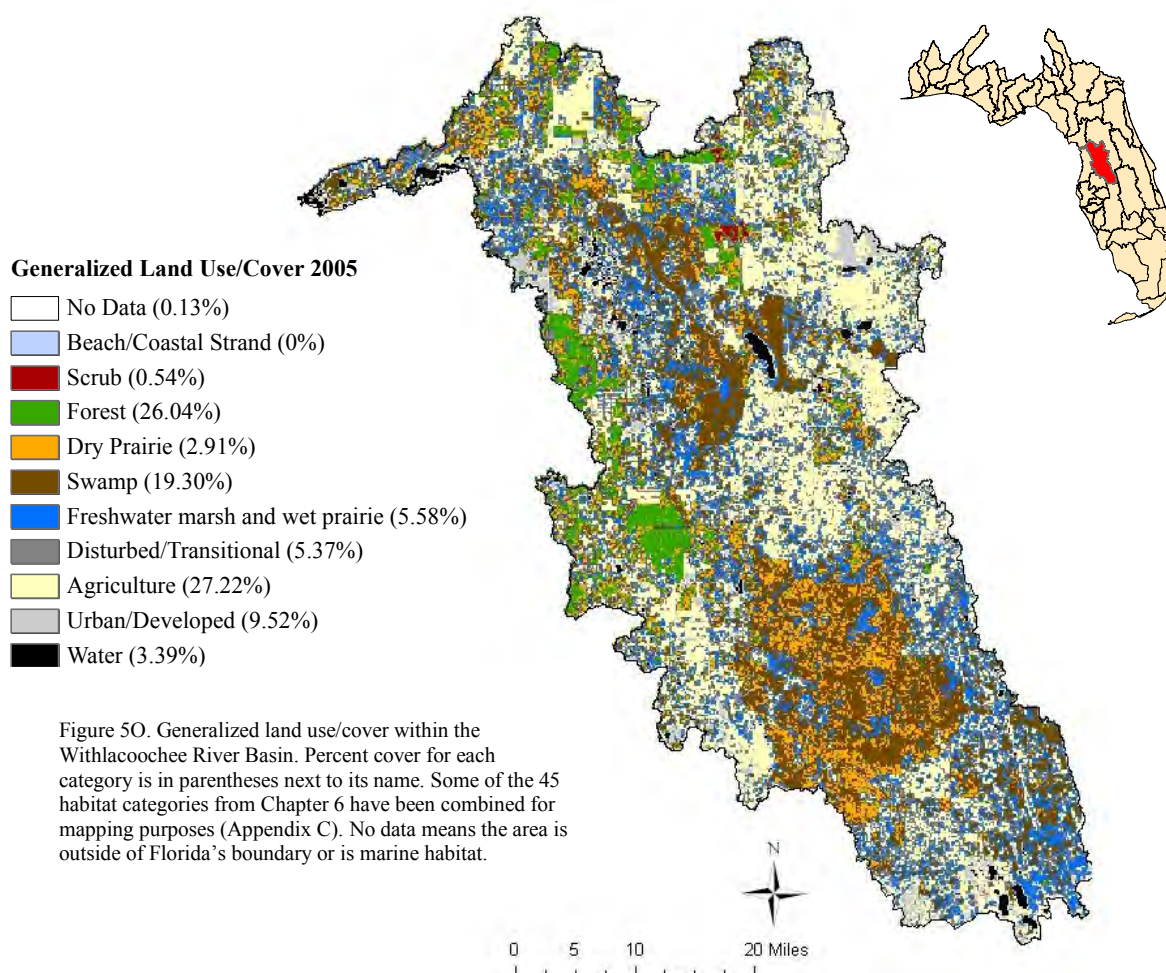 Generalized Land Use/Cover 2005
No Data (0.13%)
Beach/Coastal Strand (0%)
Scrub (0.54%)
Forest (26.04%)
Dry Prairie (2.91%)
Swamp (19.30%)
Freshwater marsh and wet prairie (5.58%)
Disturbed/Transitional (5.37%)
Agriculture (27.22%)
Urban/Developed (9.52%)
Water (3.39%)
Figure 5O. Generalized land use/cover within the
Withlacoochee River Basin. Percent cover for each
category is in parentheses next to its name. Some of the 45
habitat categories from Chapter 6 have been combined for
mapping purposes (Appendix C). No data means the area is
outside of Florida’s boundary or is marine habitat.
N
0 5 10 20 Miles